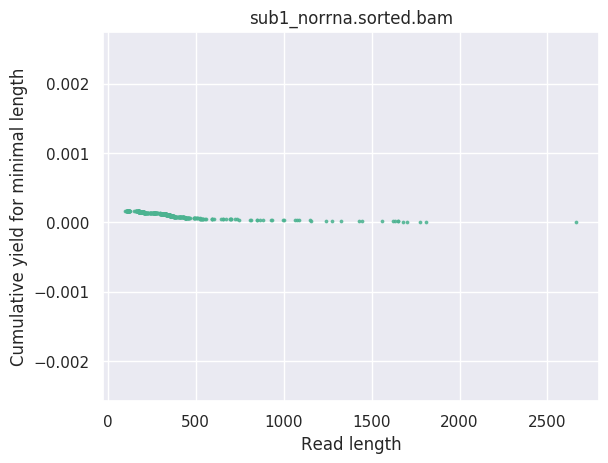 sub1_norrna.sorted.bam
Cumulative yield for minimal length
0.002
0.001
0.000
−0.001
−0.002
0 500 1000 1500 2000 2500
Read length